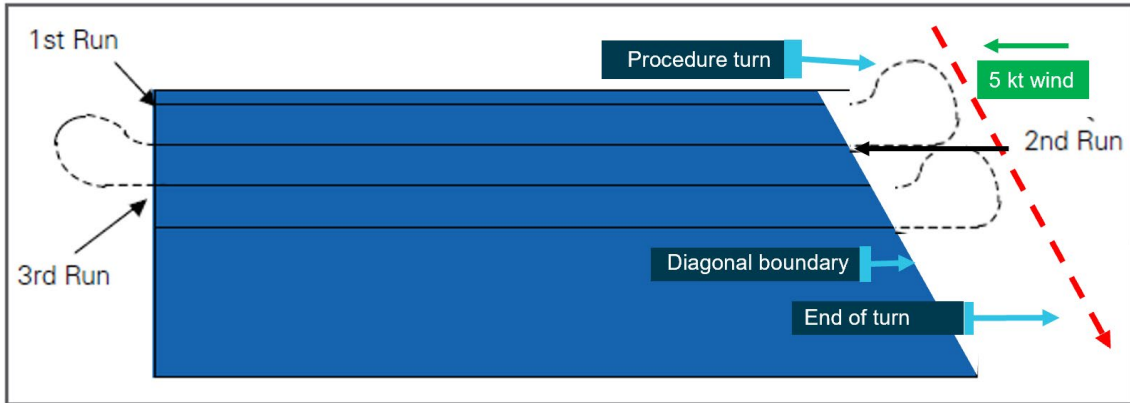 1st Run
Procedure turn
5 kt wind
2nd Run
3rd Run
Diagonal boundary
End of turn